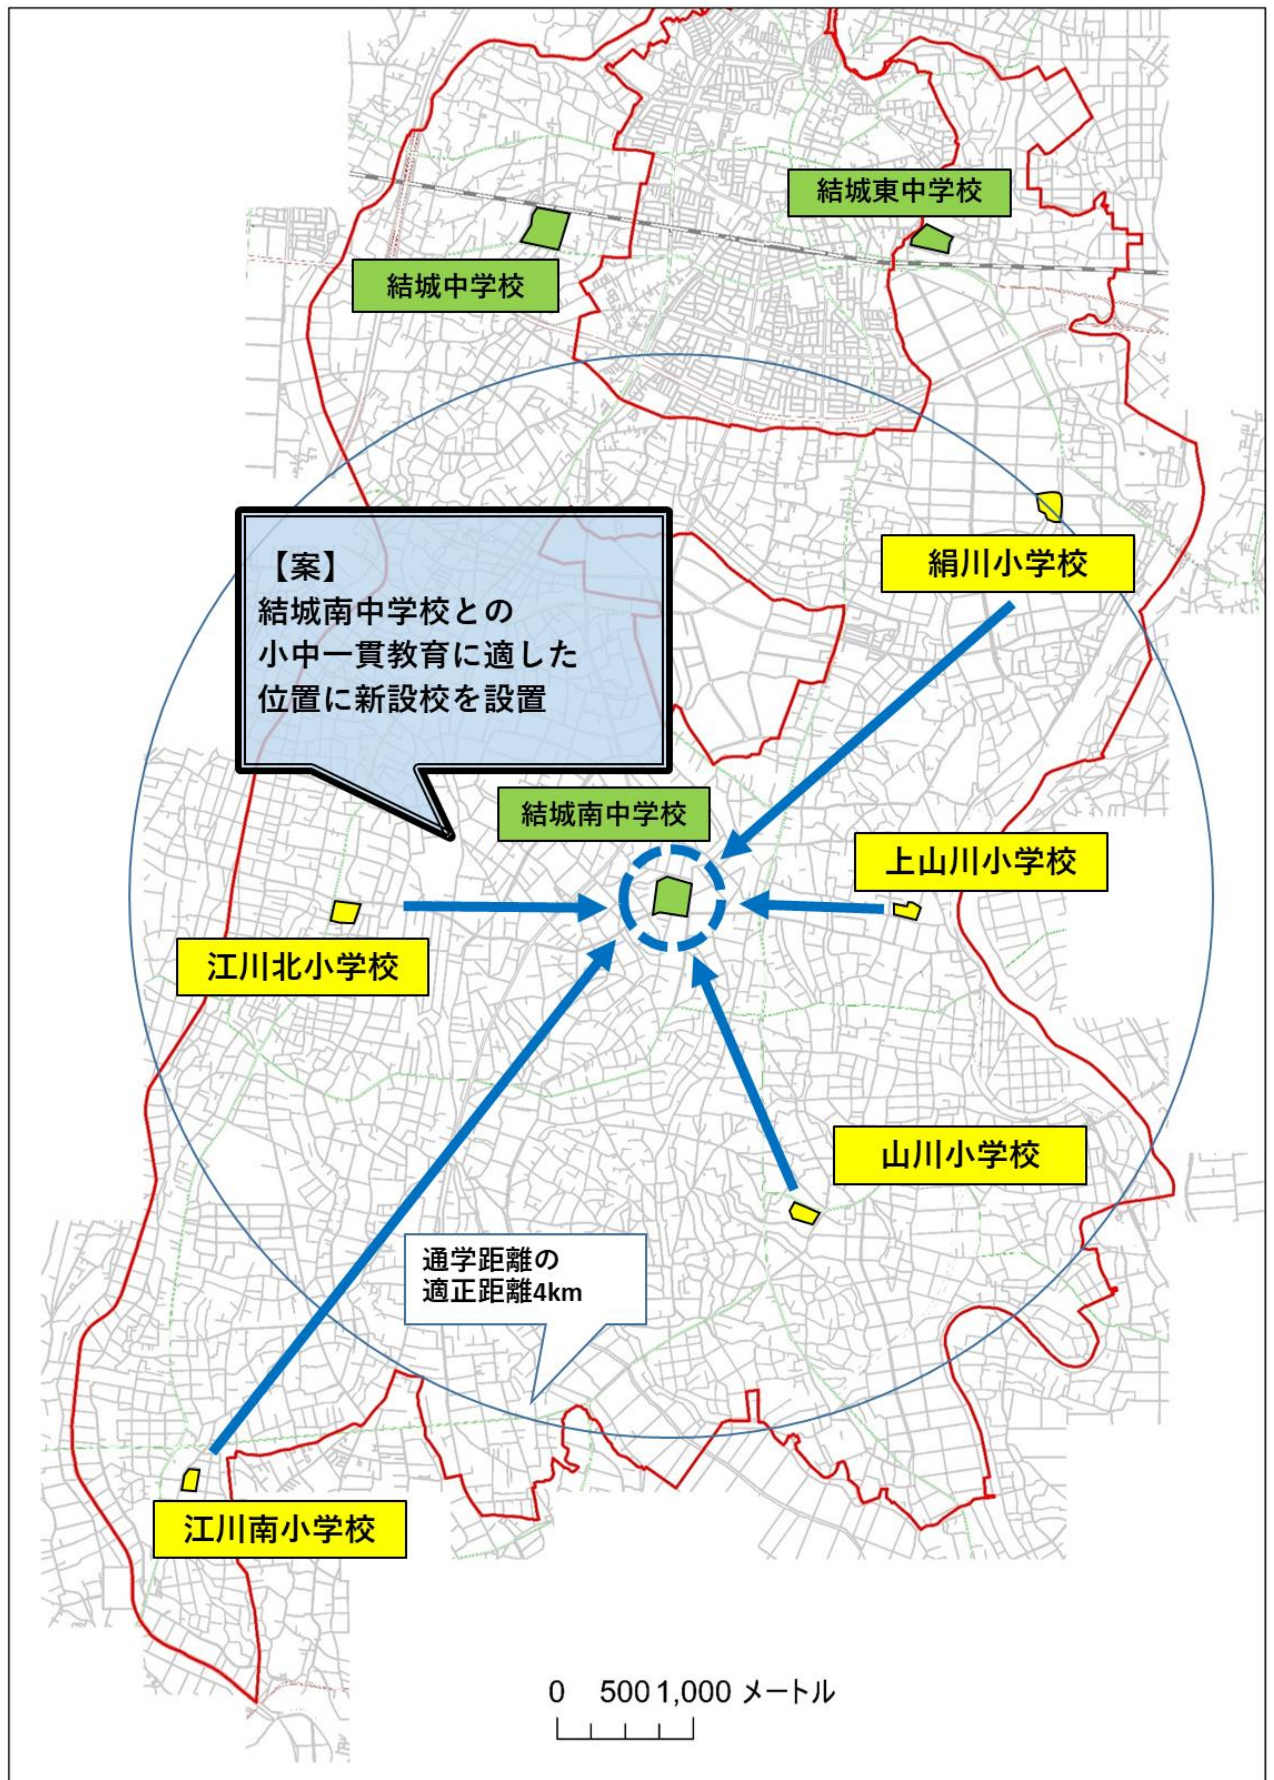 結城東中学校
結城中学校
絹川小学校
【案】
結城南中学校との
小中一貫教育に適した
位置に新設校を設置
結城南中学校
上山川小学校
江川北小学校
山川小学校
通学距離の
適正距離4km
江川南小学校
0 500 1,000 メートル